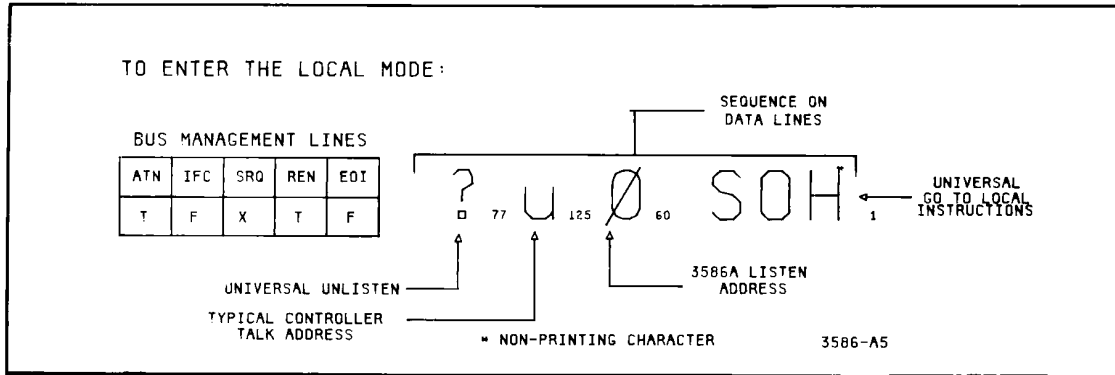 TO ENTER THE LOCAL MODE:
SEQUENCE ON
DATA LINES
BUS MANAGEMENT LINES
ATN IFC SRQ REN EOI
T F X T F
? 77 U 125 Ø 60 SOH* 1
UNIVERSAL
GO TO LOCAL
INSTRUCTIONS
UNIVERSAL UNLISTEN
3586A LISTEN
ADDRESS
TYPICAL CONTROLLER
TALK ADDRESS
* NON-PRINTING CHARACTER
3586-A5